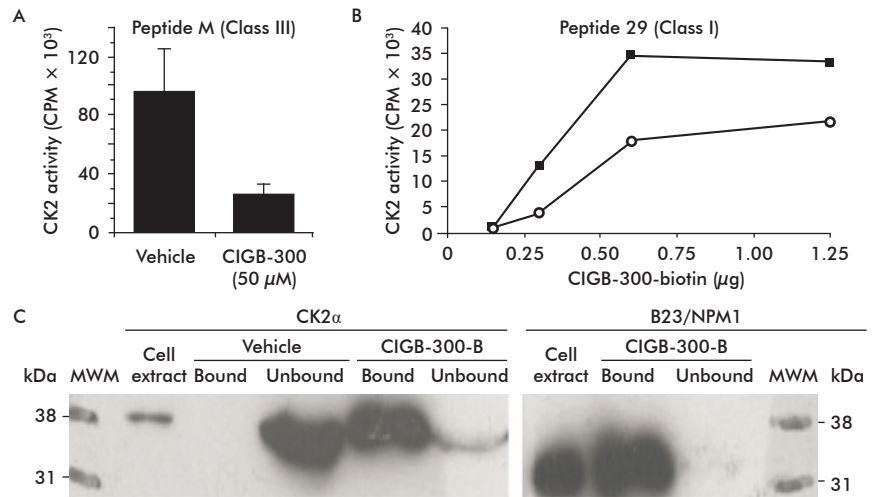 A
Peptide M (Class III)
CK2 activity (CPM × 10³)
120
80
40
0
Vehicle
CIGB-300
(50 µM)
B
Peptide 29 (Class I)
CK2 activity (CPM × 10³)
40
35
30
25
20
15
10
5
0
0 0.25 0.50 0.75 1.00 1.25
CIGB-300-biotin (µg)
C
CK2α
B23/NPM1
Vehicle
CIGB-300-B
CIGB-300-B
kDa MWM Cell extract Bound Unbound Bound Unbound
Cell extract Bound Unbound MWM kDa
38
31
38
31